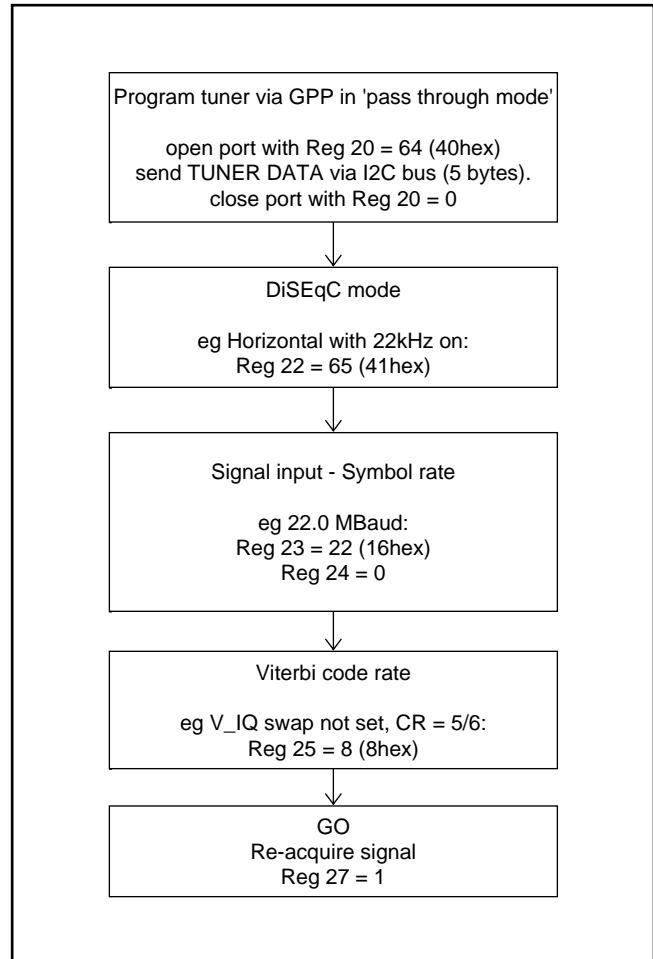 Program tuner via GPP in 'pass through mode'
open port with Reg 20 = 64 (40hex)
send TUNER DATA via I2C bus (5 bytes).
close port with Reg 20 = 0
DiSEqC mode
eg Horizontal with 22kHz on:
Reg 22 = 65 (41hex)
Signal input - Symbol rate
eg 22.0 MBaud:
Reg 23 = 22 (16hex)
Reg 24 = 0
Viterbi code rate
eg V_IQ swap not set, CR = 5/6:
Reg 25 = 8 (8hex)
GO
Re-acquire signal
Reg 27 = 1